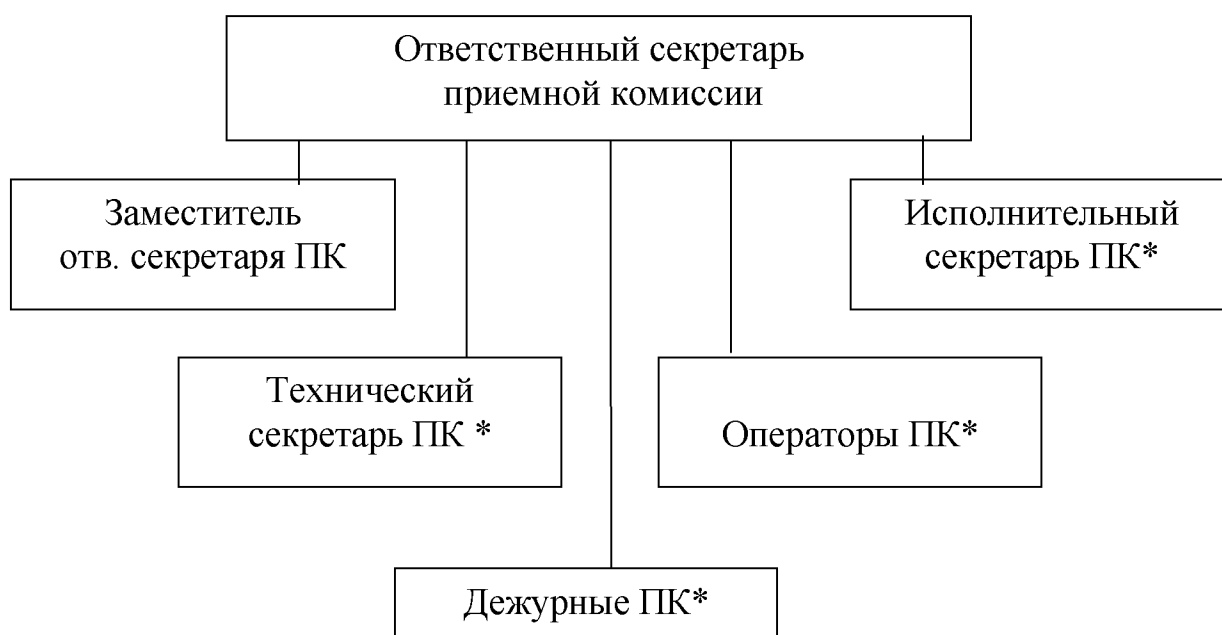 Ответственный секретарь
приемной комиссии
Заместитель
отв. секретаря ПК
Исполнительный
секретарь ПК*
Технический
секретарь ПК *
Операторы ПК*
Дежурные ПК*